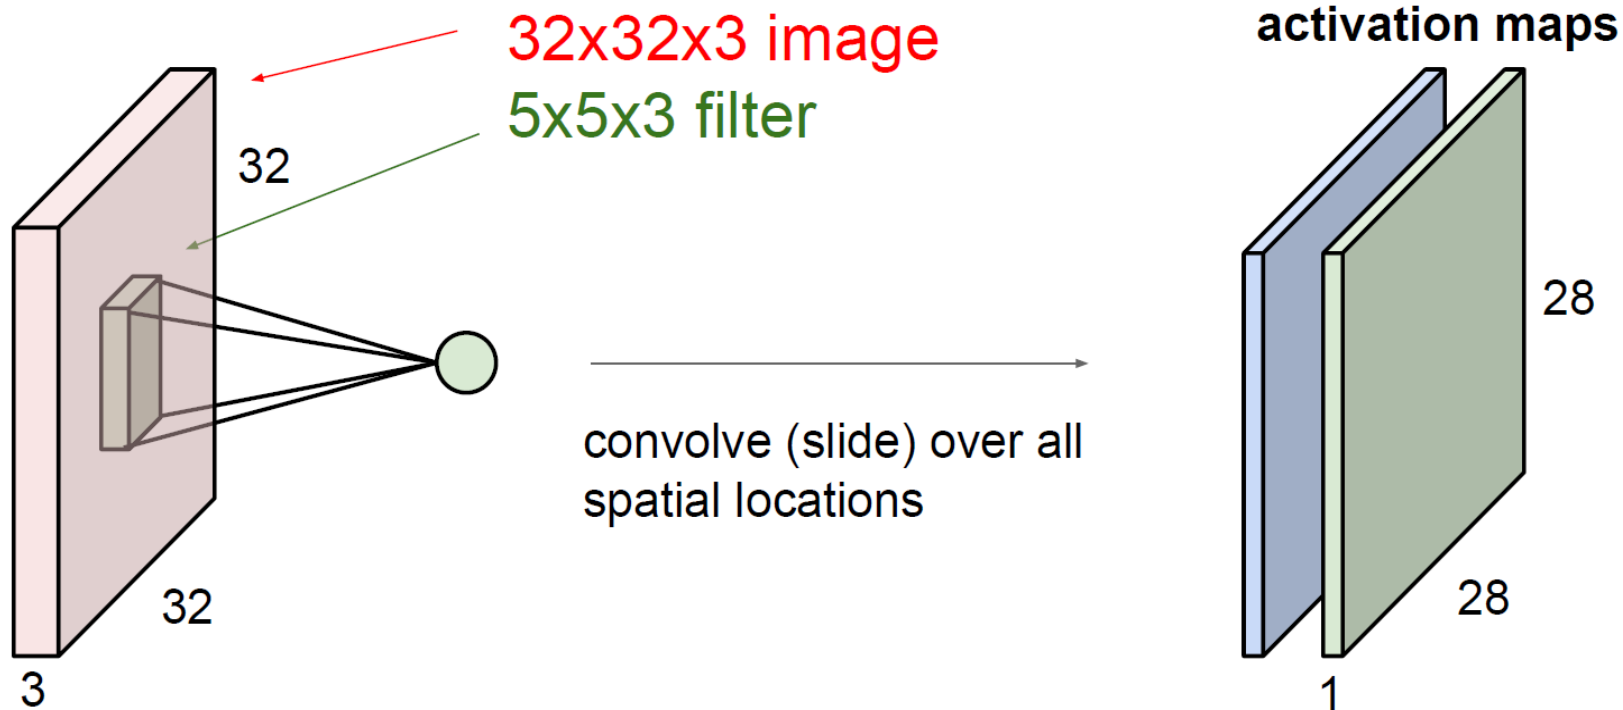 32x32x3 image
5x5x3 filter
32
32
3
convolve (slide) over all
spatial locations
activation maps
28
28
1